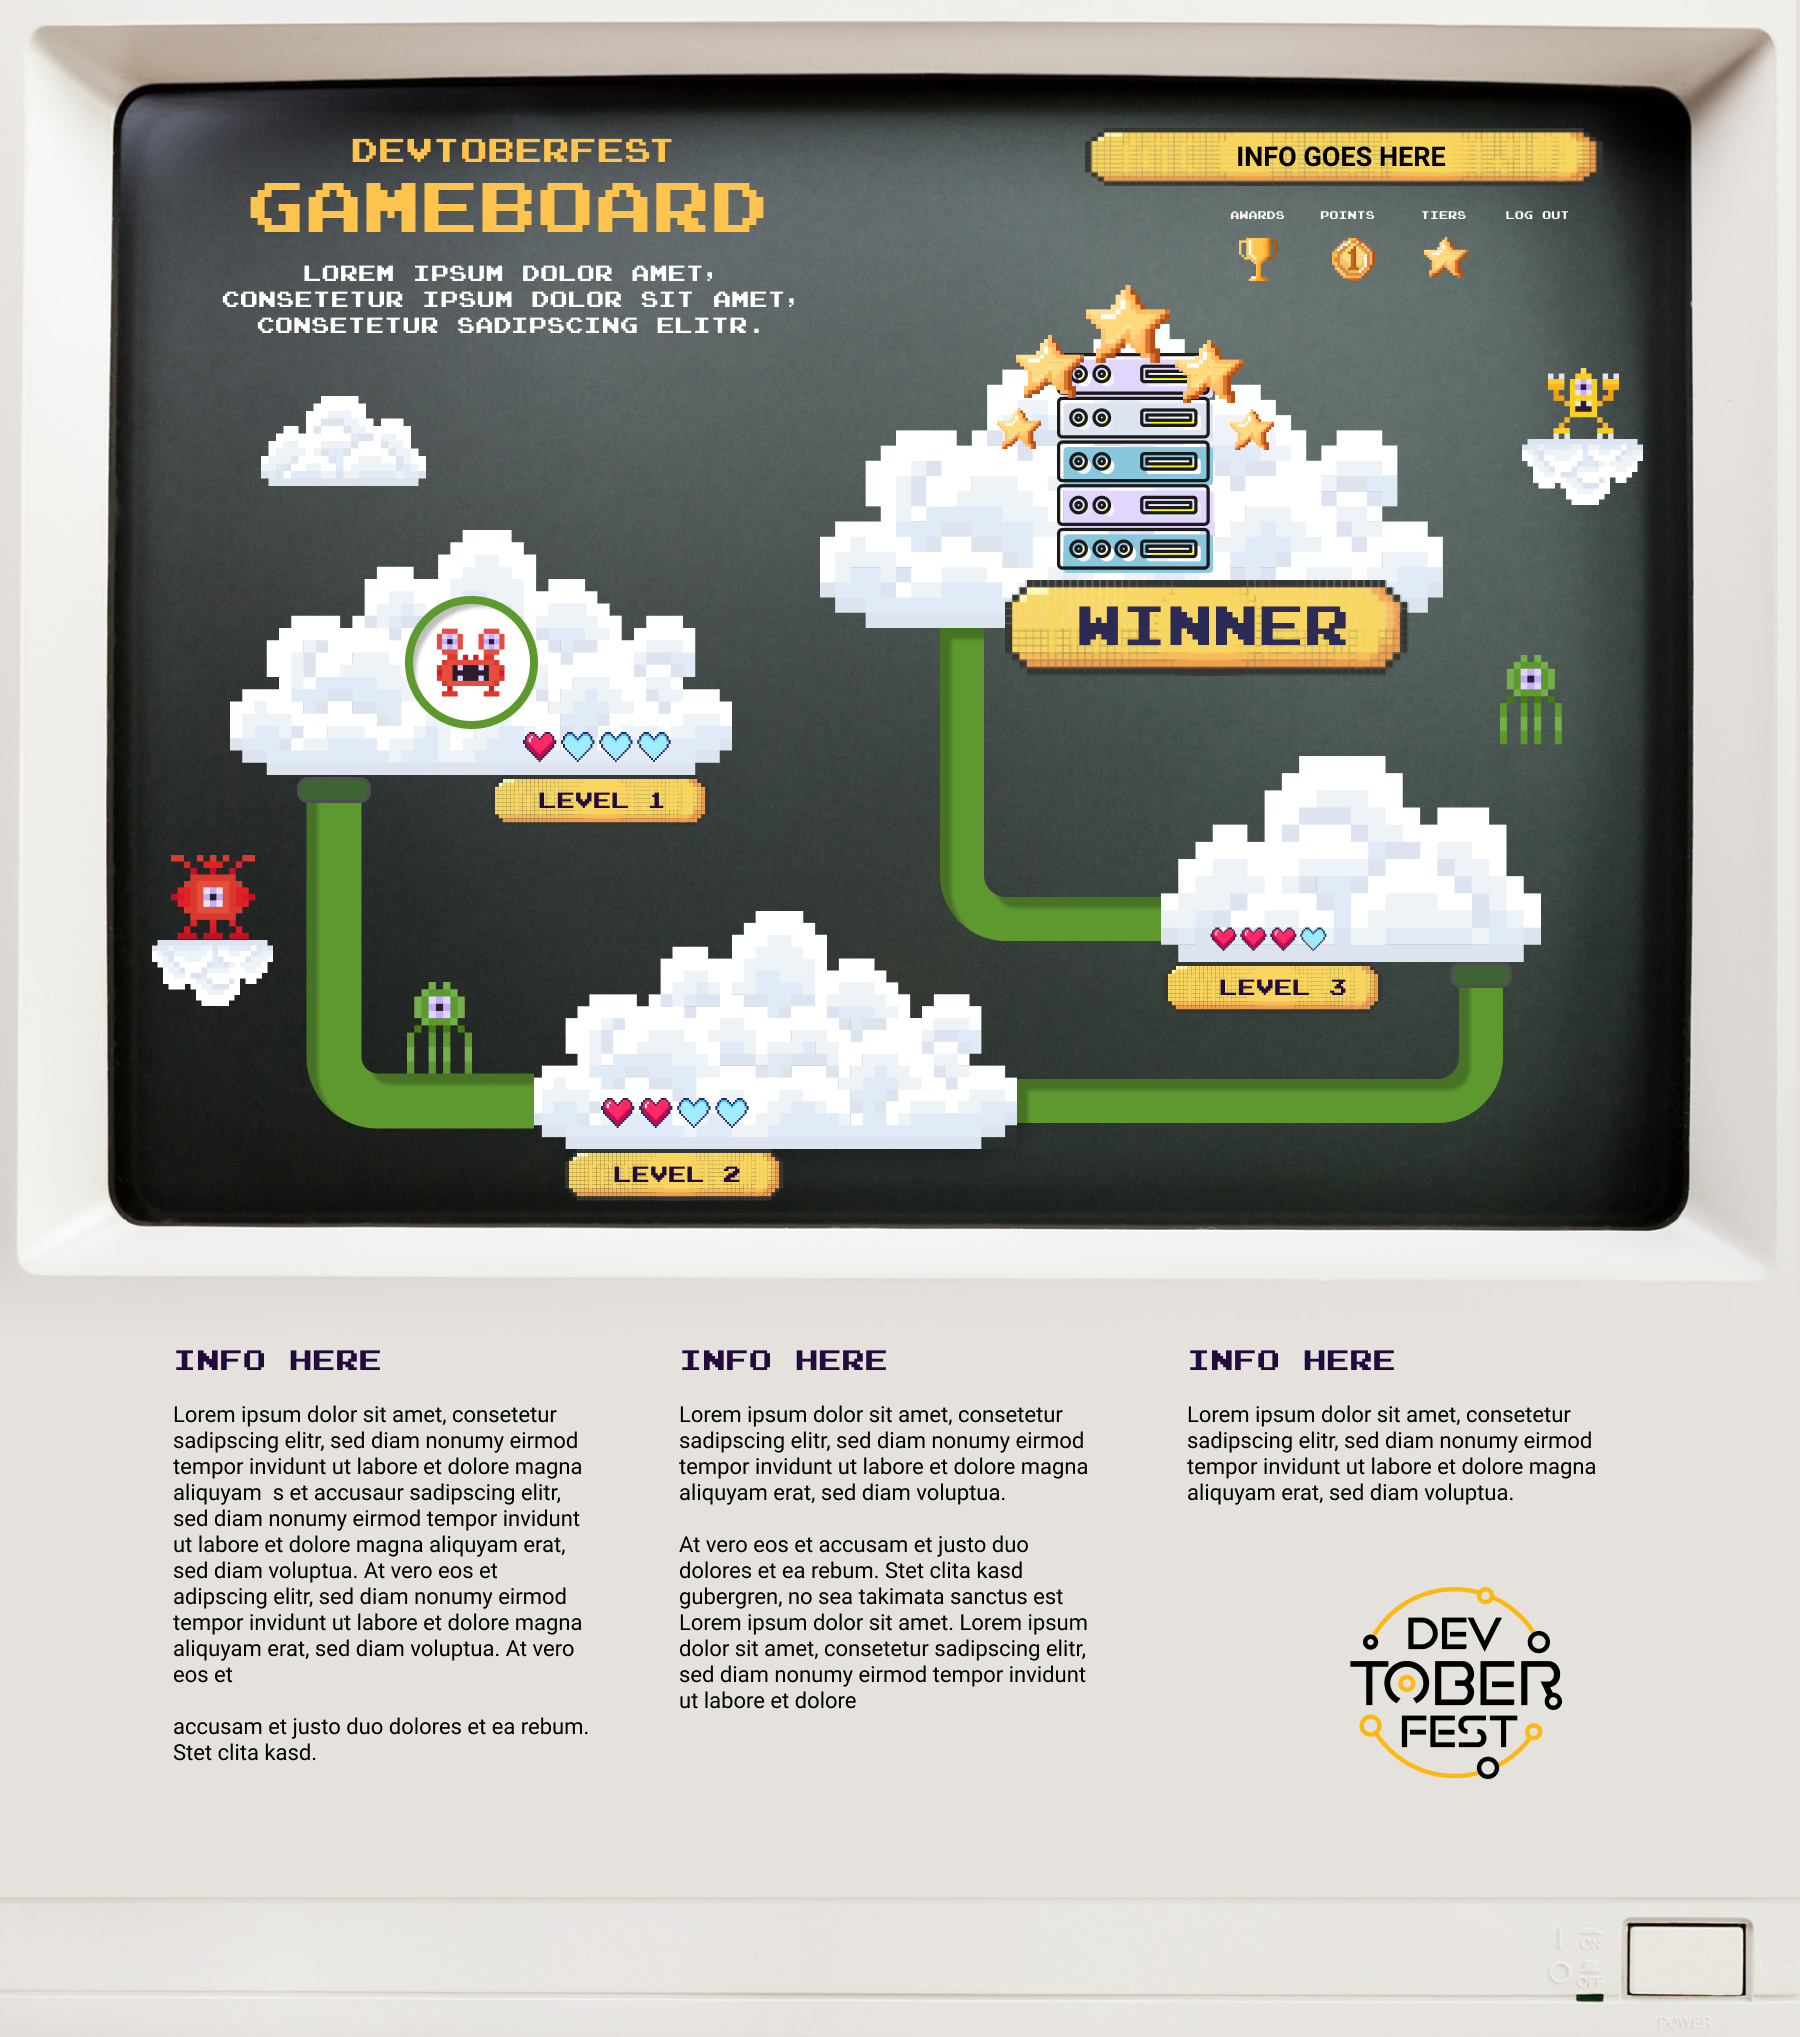 DEVTOBERFEST
GAMEBOARD
LOREM IPSUM DOLOR AMET,
CONSETETUR IPSUM DOLOR SIT AMET,
CONSETETUR SADIPSCING ELITR.
INFO GOES HERE
AWARDS POINTS TIERS LOG OUT
1
WINNER
LEVEL 1
LEVEL 3
LEVEL 2
INFO HERE
Lorem ipsum dolor sit amet, consetetur
sadipscing elitr, sed diam nonumy eirmod
tempor invidunt ut labore et dolore magna
aliquyam  s et accusaur sadipscing elitr,
sed diam nonumy eirmod tempor invidunt
ut labore et dolore magna aliquyam erat,
sed diam voluptua. At vero eos et
adipscing elitr, sed diam nonumy eirmod
tempor invidunt ut labore et dolore magna
aliquyam erat, sed diam voluptua. At vero
eos et
accusam et justo duo dolores et ea rebum.
Stet clita kasd.
INFO HERE
Lorem ipsum dolor sit amet, consetetur
sadipscing elitr, sed diam nonumy eirmod
tempor invidunt ut labore et dolore magna
aliquyam erat, sed diam voluptua.
At vero eos et accusam et justo duo
dolores et ea rebum. Stet clita kasd
gubergren, no sea takimata sanctus est
Lorem ipsum dolor sit amet. Lorem ipsum
dolor sit amet, consetetur sadipscing elitr,
sed diam nonumy eirmod tempor invidunt
ut labore et dolore
INFO HERE
Lorem ipsum dolor sit amet, consetetur
sadipscing elitr, sed diam nonumy eirmod
tempor invidunt ut labore et dolore magna
aliquyam erat, sed diam voluptua.
DEV
TOBER
FEST
ON
OFF
POWER